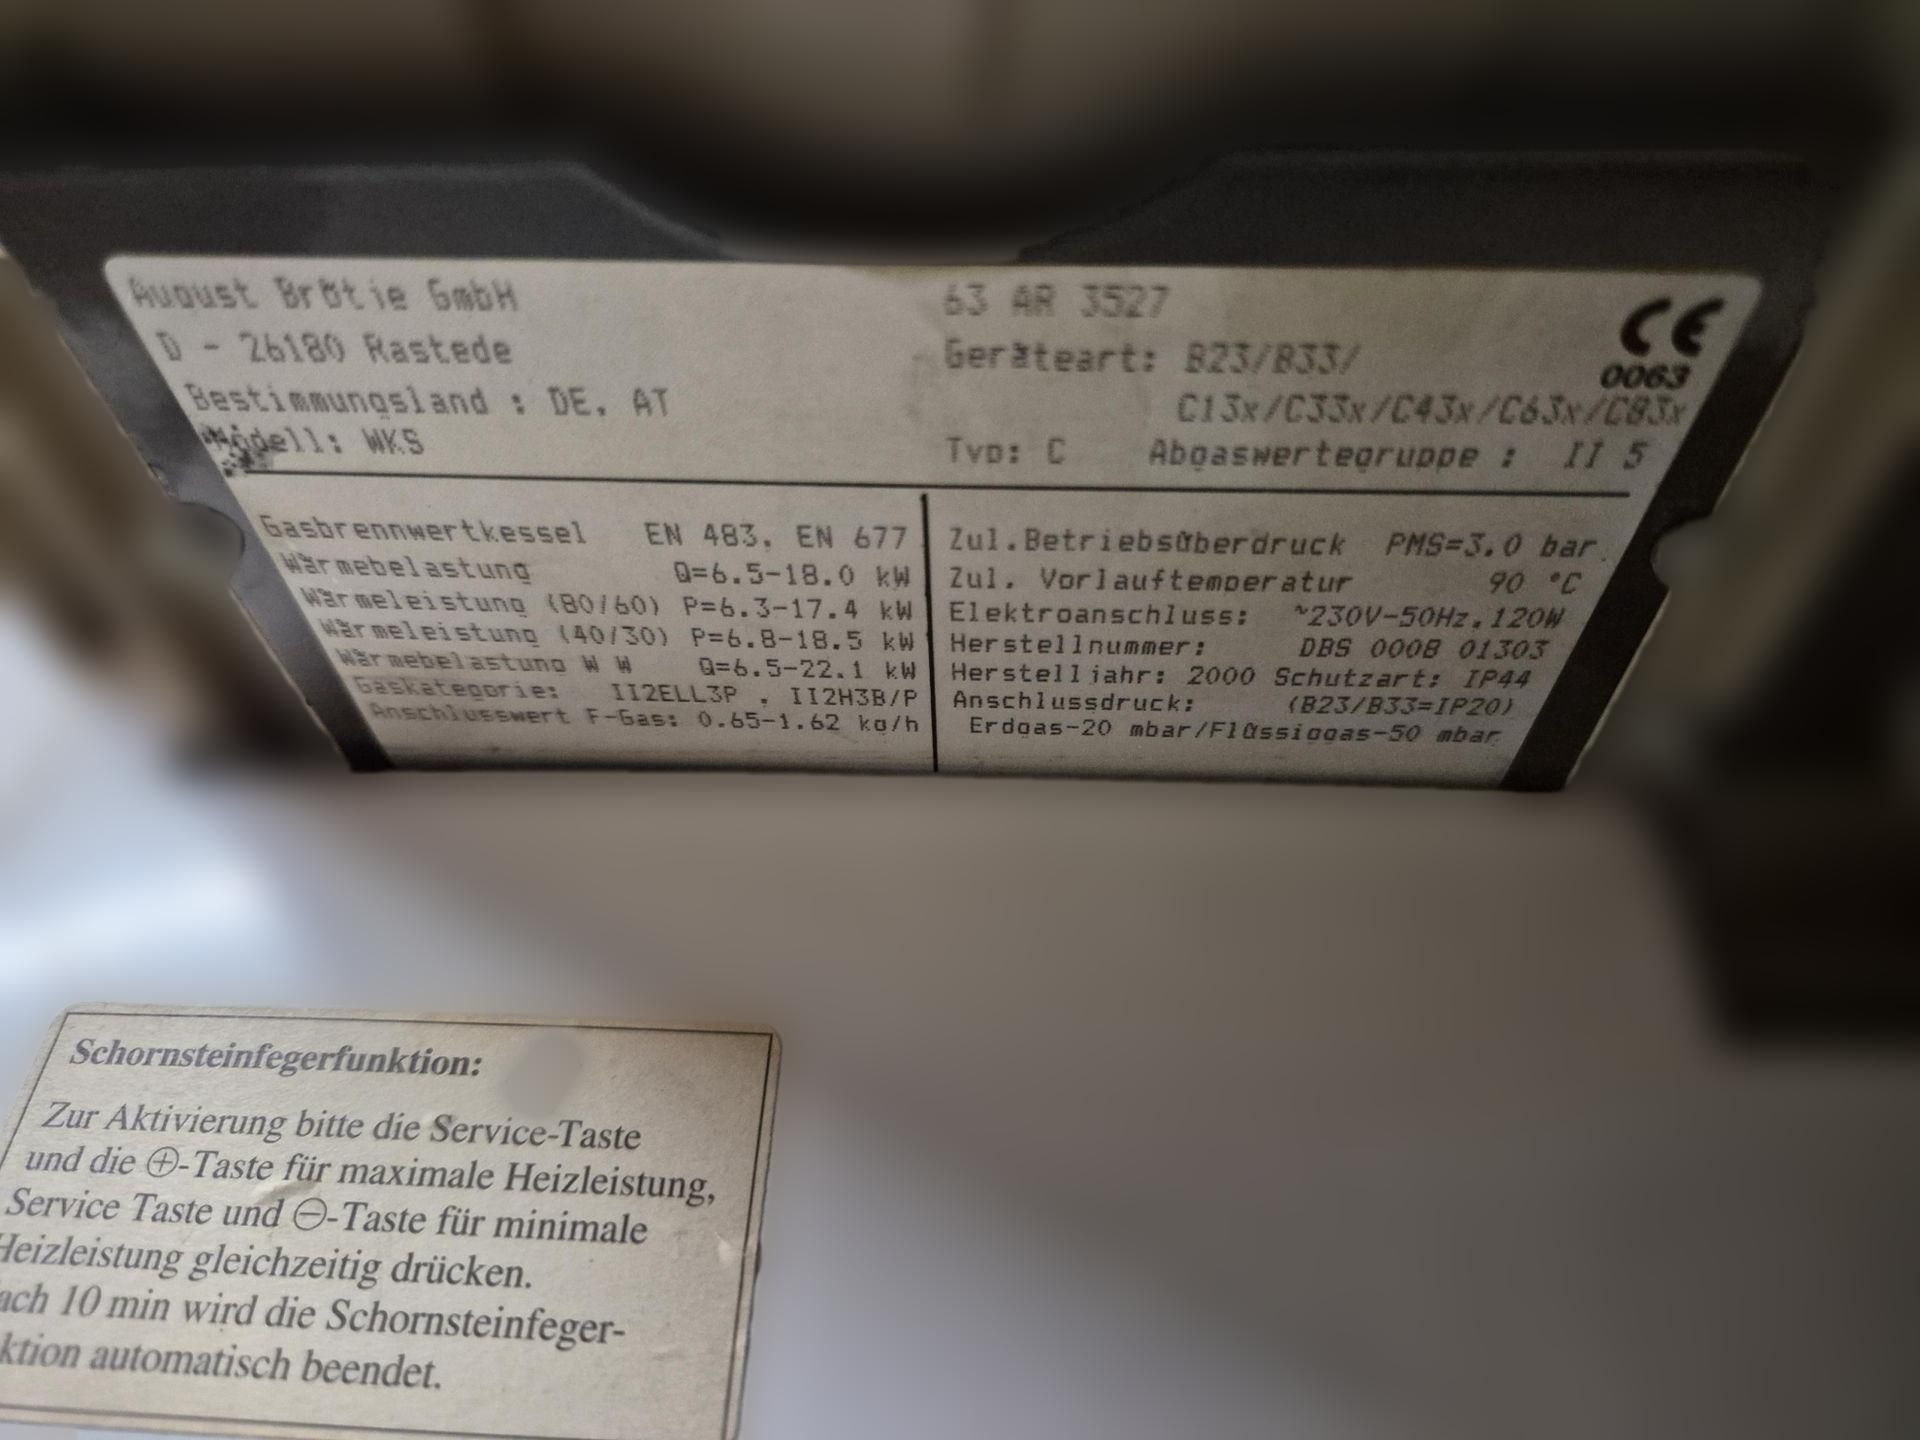 August Brötje GmbH
D - 26180 Rastede
Bestimmungsland : DE, AT
Modell: WKS
63 AR 3527
Geräteart: B23/B33/
C13x/C33x/C43x/C63x/C83x
Typ: C Abgaswertegruppe : II 5
CE
0063
Gasbrennwertkessel EN 483, EN 677
Wärmebelastung Q=6.5-18.0 kW
Wärmeleistung (80/60) P=6.3-17.4 kW
Wärmeleistung (40/30) P=6.8-18.5 kW
Wärmebelastung W W Q=6.5-22.1 kW
Gaskategorie: II2ELL3P , II2H3B/P
Anschlusswert F-Gas: 0.65-1.62 kg/h
Zul.Betriebsüberdruck PMS=3.0 bar
Zul. Vorlauftemperatur 90 °C
Elektroanschluss: ~230V-50Hz,120W
Herstellnummer: DBS 0008 01303
Herstelljahr: 2000 Schutzart: IP44
Anschlussdruck: (B23/B33=IP20)
Erdgas-20 mbar/Flüssiggas-50 mbar
Schornsteinfegerfunktion:
Zur Aktivierung bitte die Service-Taste
und die ⊕-Taste für maximale Heizleistung,
Service Taste und ⊖-Taste für minimale
Heizleistung gleichzeitig drücken.
ach 10 min wird die Schornsteinfeger-
ktion automatisch beendet.